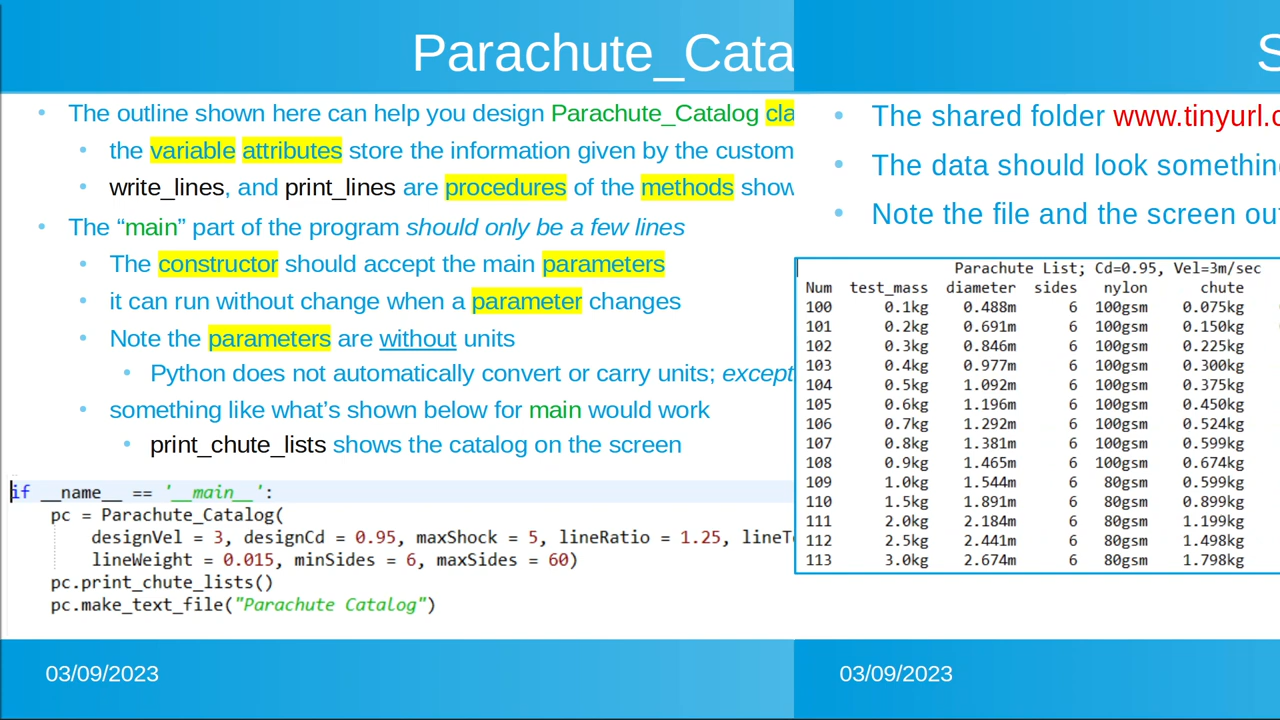 Parachute_Cata
The outline shown here can help you design Parachute_Catalog cla
the variable attributes store the information given by the custom
write_lines, and print_lines are procedures of the methods show
The “main” part of the program should only be a few lines
The constructor should accept the main parameters
it can run without change when a parameter changes
Note the parameters are without units
Python does not automatically convert or carry units; except
something like what’s shown below for main would work
print_chute_lists shows the catalog on the screen
if __name__ == '__main__':
pc = Parachute_Catalog(
designVel = 3, designCd = 0.95, maxShock = 5, lineRatio = 1.25, lineT
lineWeight = 0.015, minSides = 6, maxSides = 60)
pc.print_chute_lists()
pc.make_text_file("Parachute Catalog")
03/09/2023
S
The shared folder www.tinyurl.c
The data should look somethin
Note the file and the screen ou
Parachute List; Cd=0.95, Vel=3m/sec
Num test_mass diameter sides nylon chute
100 0.1kg 0.488m 6 100gsm 0.075kg
101 0.2kg 0.691m 6 100gsm 0.150kg
102 0.3kg 0.846m 6 100gsm 0.225kg
103 0.4kg 0.977m 6 100gsm 0.300kg
104 0.5kg 1.092m 6 100gsm 0.375kg
105 0.6kg 1.196m 6 100gsm 0.450kg
106 0.7kg 1.292m 6 100gsm 0.524kg
107 0.8kg 1.381m 6 100gsm 0.599kg
108 0.9kg 1.465m 6 100gsm 0.674kg
109 1.0kg 1.544m 6 80gsm 0.599kg
110 1.5kg 1.891m 6 80gsm 0.899kg
111 2.0kg 2.184m 6 80gsm 1.199kg
112 2.5kg 2.441m 6 80gsm 1.498kg
113 3.0kg 2.674m 6 80gsm 1.798kg
03/09/2023